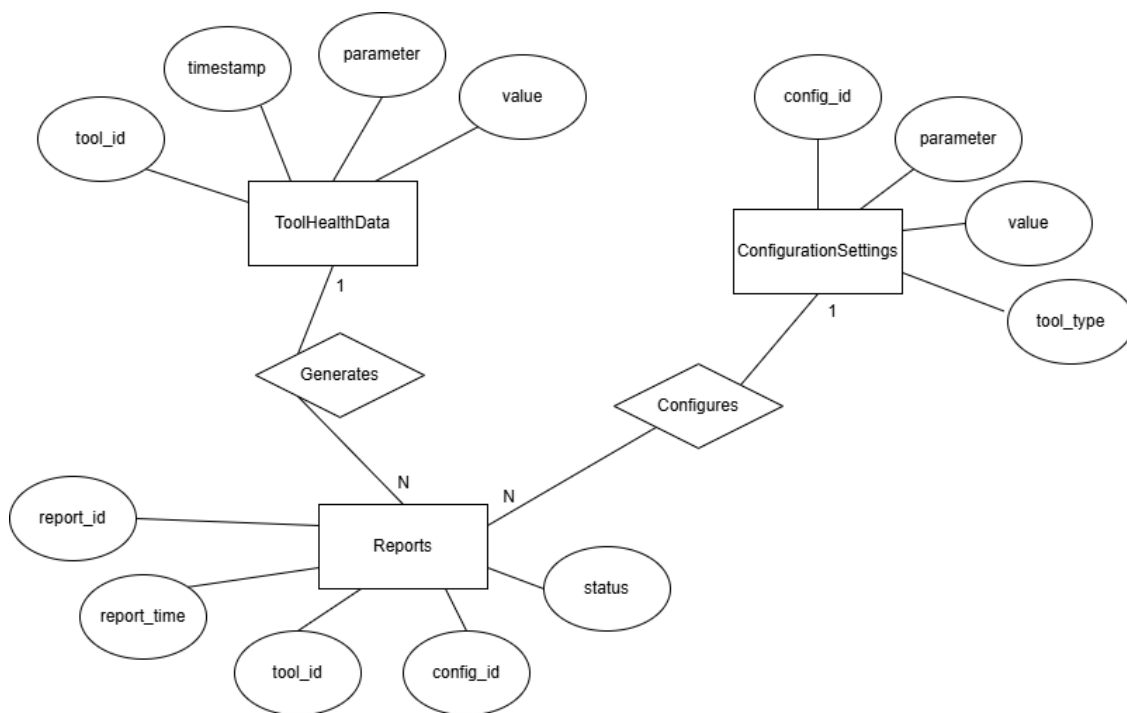 parameter
timestamp
value
config_id
tool_id
parameter
ToolHealthData
value
ConfigurationSettings
1
1
tool_type
Generates
Configures
N
N
report_id
Reports
status
report_time
tool_id
config_id